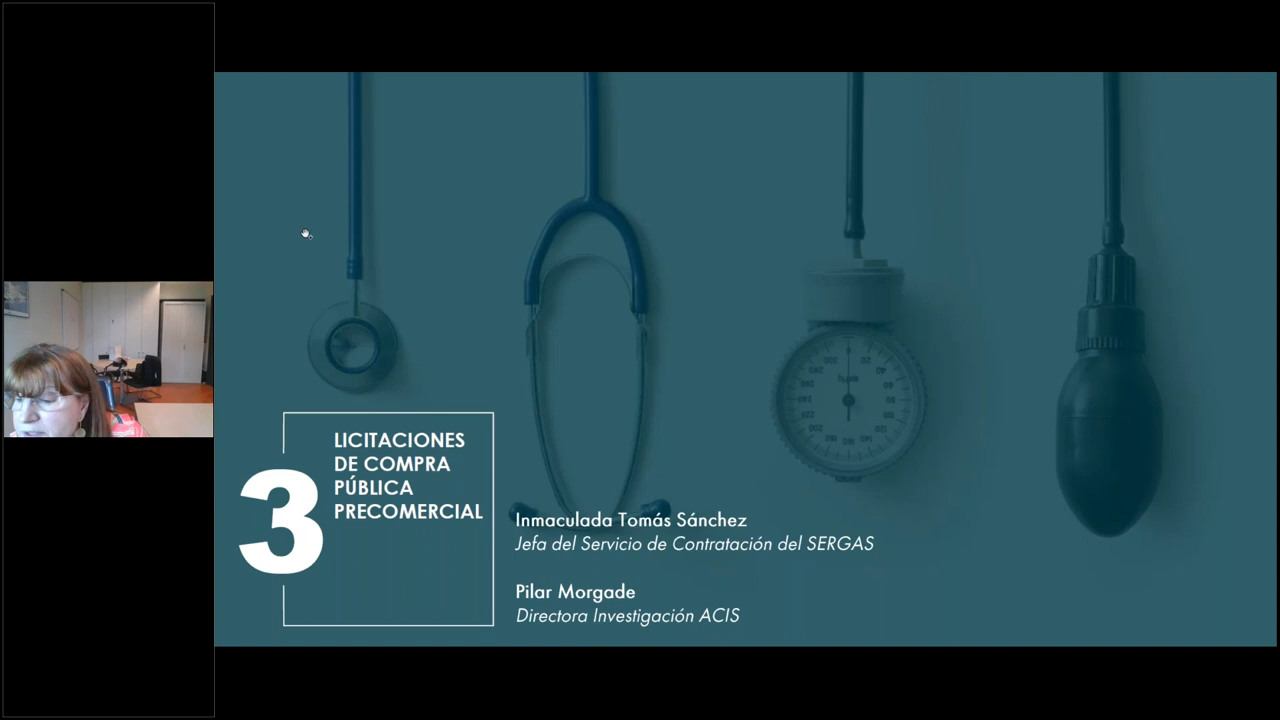 3
LICITACIONES
DE COMPRA
PÚBLICA
PRECOMERCIAL
Inmaculada Tomás Sánchez
Jefa del Servicio de Contratación del SERGAS
Pilar Morgade
Directora Investigación ACIS